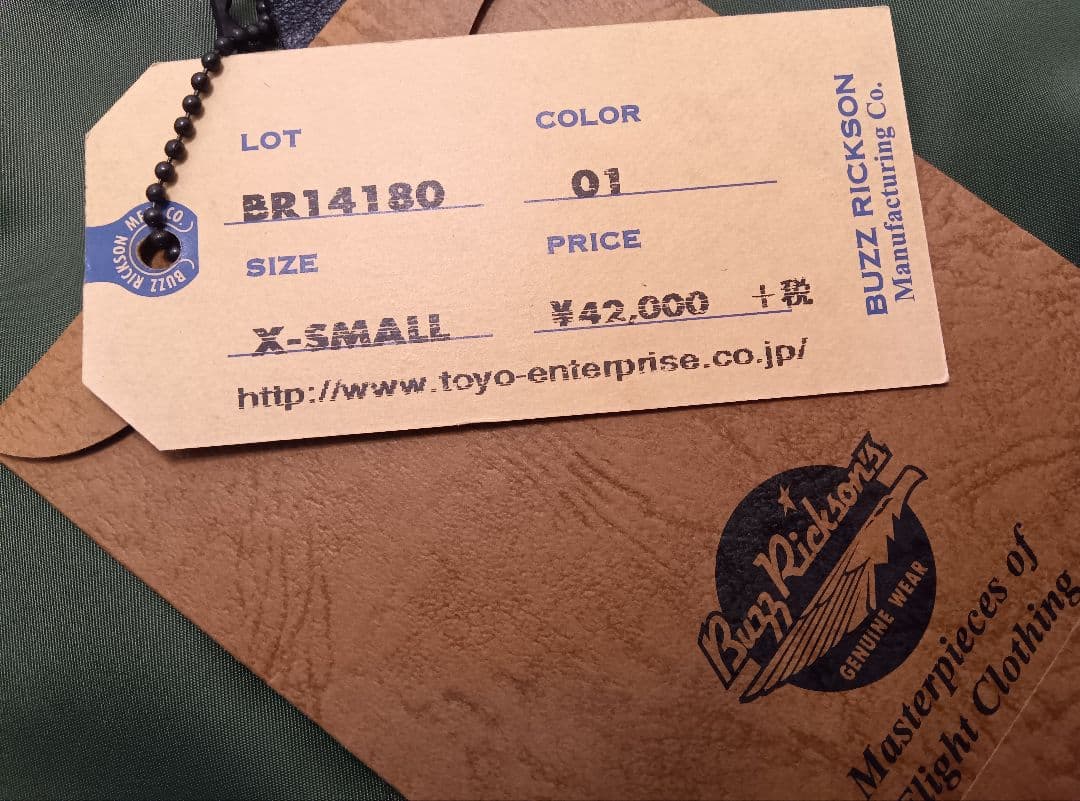 LOT
BR14180
COLOR
01
SIZE
X-SMALL
PRICE
¥42,000 +税
http://www.toyo-enterprise.co.jp/
BUZZ RICKSON
Manufacturing Co.
BUZZ RICKSON MFG. CO.
Buzz Rickson's
GENUINE WEAR
Masterpieces of
Flight Clothing